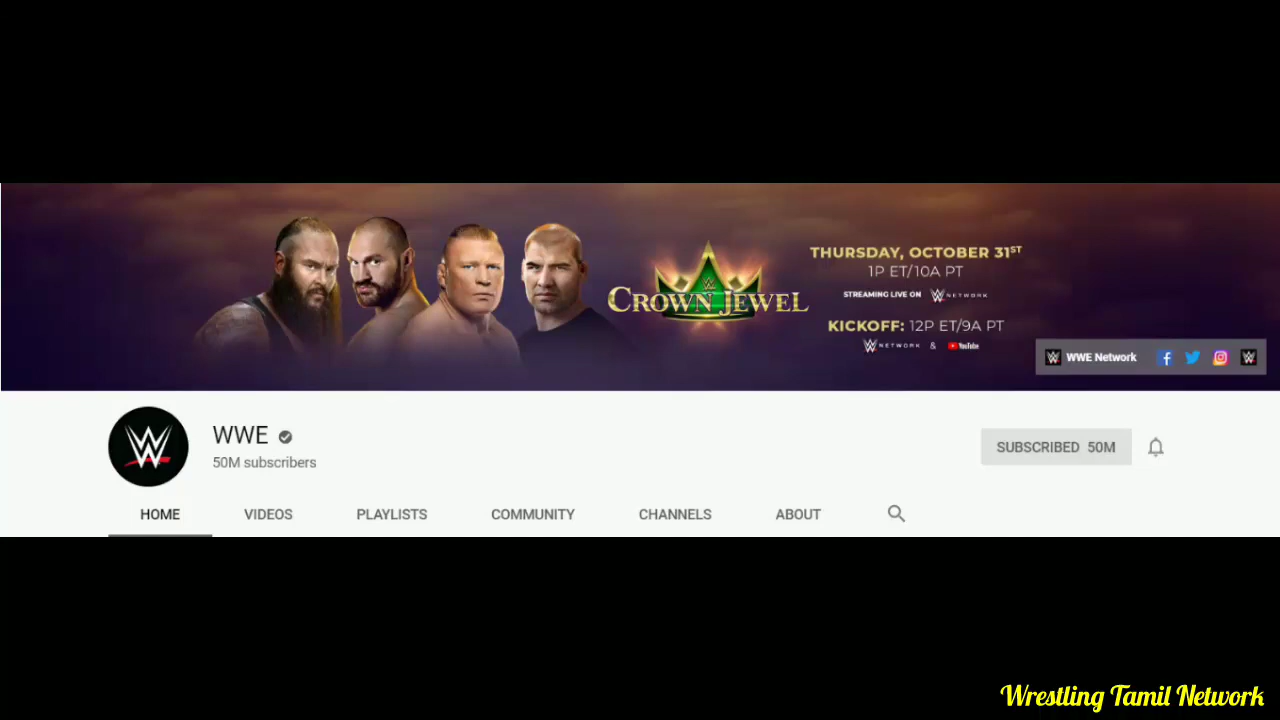 CROWN JEWEL
THURSDAY, OCTOBER 31ST
1P ET/10A PT
STREAMING LIVE ON W NETWORK
KICKOFF: 12P ET/9A PT
W NETWORK & YouTube
WWE Network
WWE
50M subscribers
SUBSCRIBED 50M
HOME VIDEOS PLAYLISTS COMMUNITY CHANNELS ABOUT
Wrestling Tamil Network